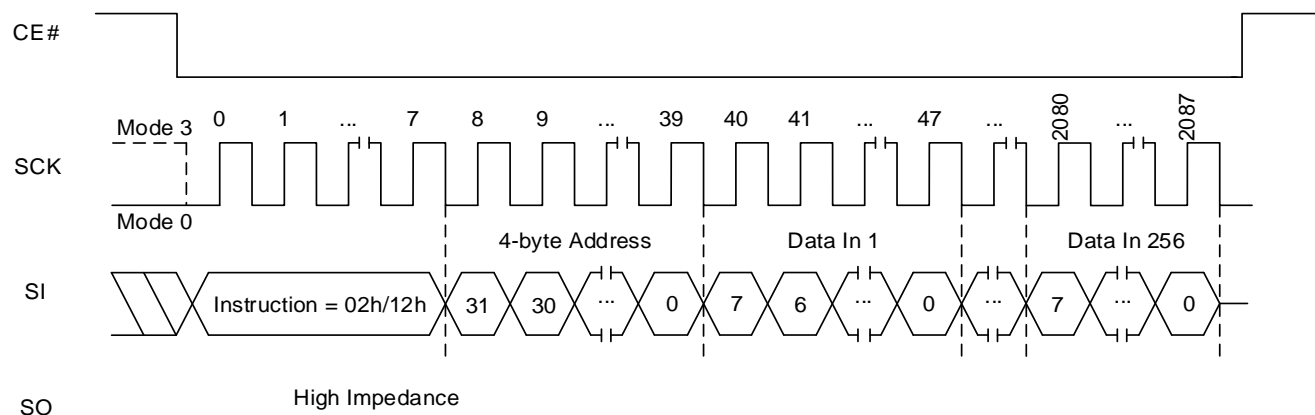 CE#
0 1 ... 7 8 9 ... 39 40 41 ... 47 ... 2080 ... 2087
Mode 3
SCK
Mode 0
4-byte Address Data In 1 Data In 256
SI
Instruction = 02h/12h 31 30 ... 0 7 6 ... 0 ... 7 ... 0
High Impedance
SO